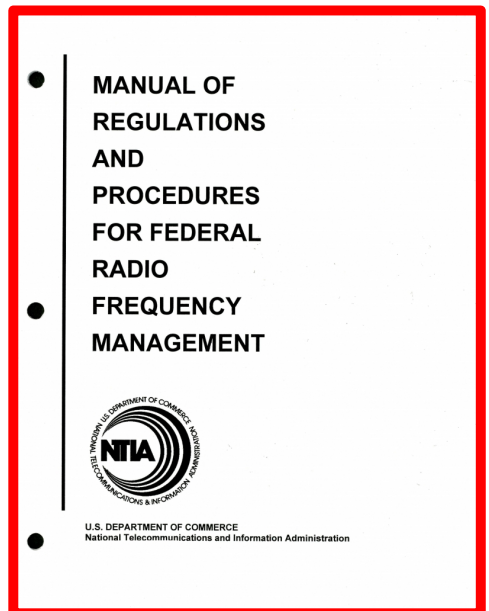 MANUAL OF
REGULATIONS
AND
PROCEDURES
FOR FEDERAL
RADIO
FREQUENCY
MANAGEMENT
U.S. DEPARTMENT OF COMMERCE
NATIONAL TELECOMMUNICATIONS & INFORMATION ADMINISTRATION
NTIA
U.S. DEPARTMENT OF COMMERCE
National Telecommunications and Information Administration